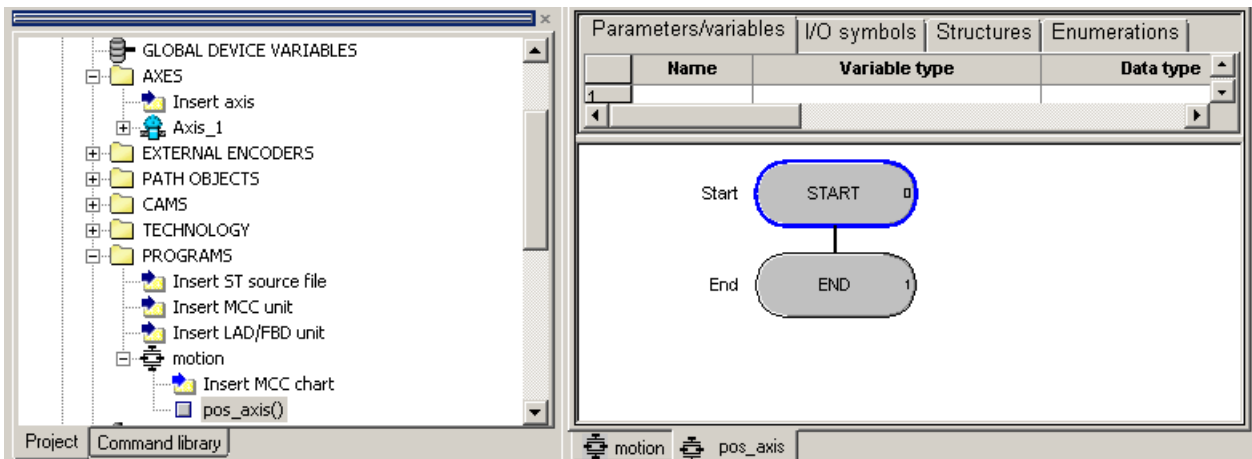 GLOBAL DEVICE VARIABLES
AXES
Insert axis
Axis_1
EXTERNAL ENCODERS
PATH OBJECTS
CAMS
TECHNOLOGY
PROGRAMS
Insert ST source file
Insert MCC unit
Insert LAD/FBD unit
motion
Insert MCC chart
pos_axis()
Project Command library
Parameters/variables I/O symbols Structures Enumerations
Name Variable type Data type
1
Start START 0
End END 1
motion pos_axis